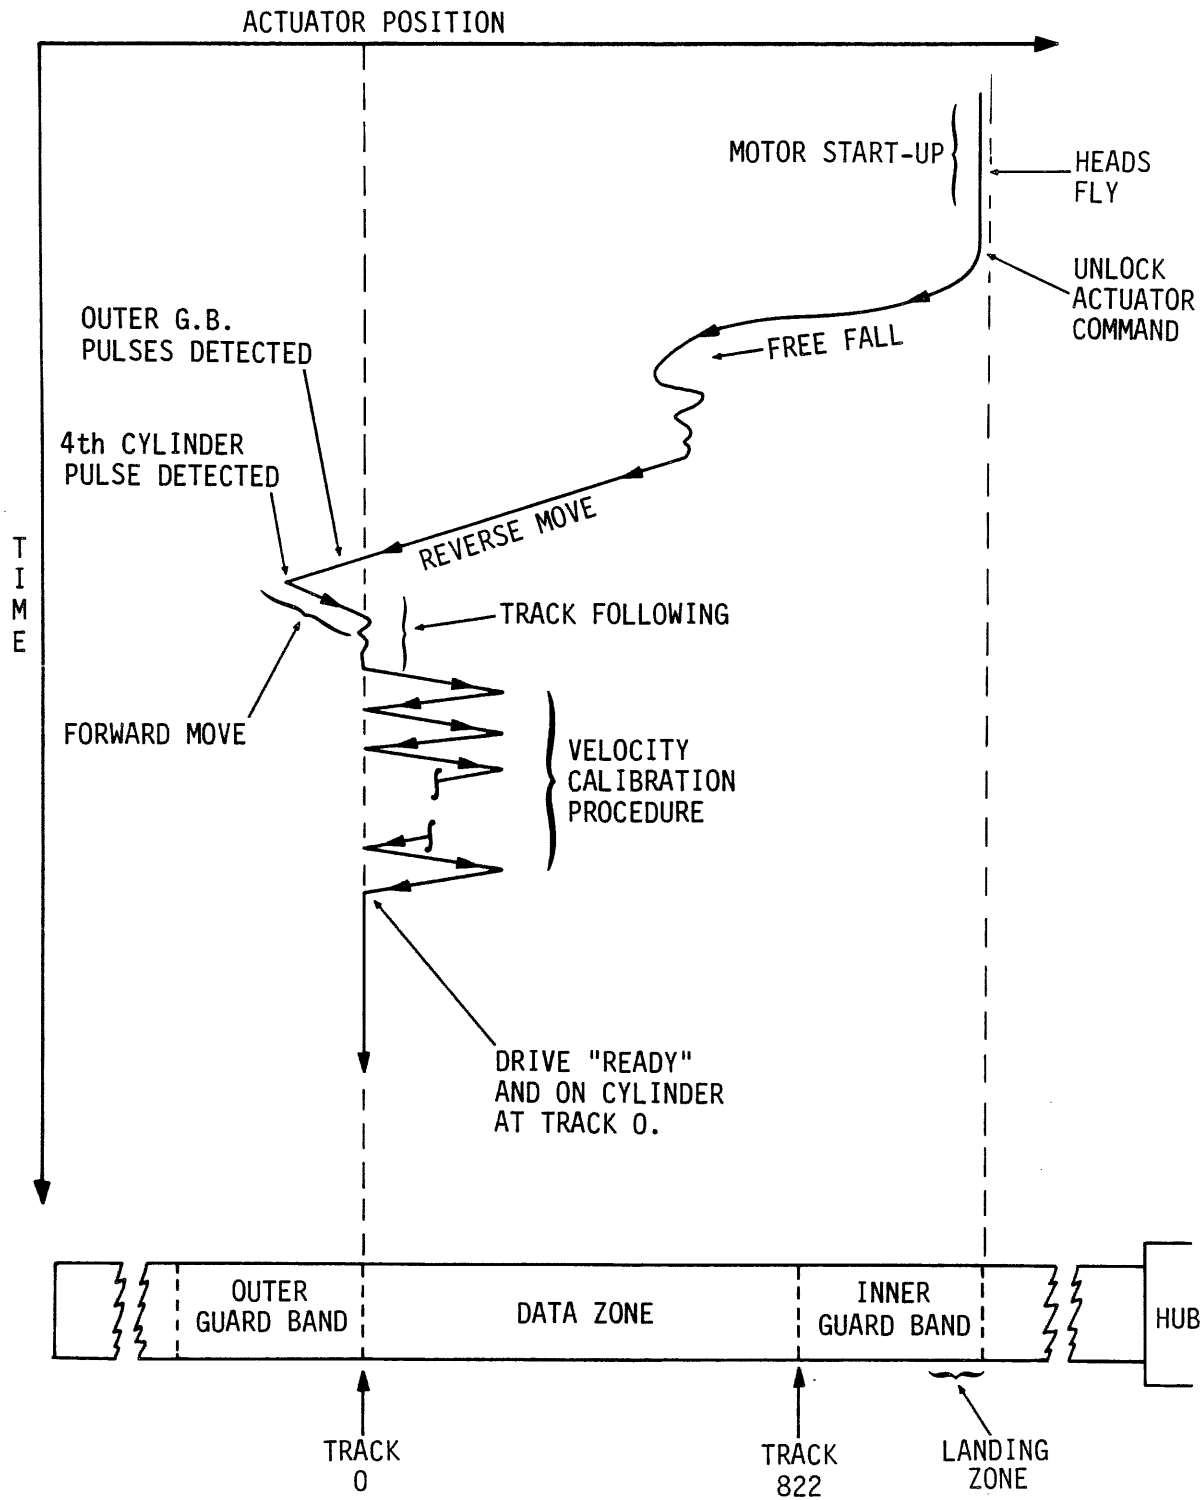 ACTUATOR POSITION
MOTOR START-UP
HEADS
FLY
UNLOCK
ACTUATOR
COMMAND
OUTER G.B.
PULSES DETECTED
FREE FALL
4th CYLINDER
PULSE DETECTED
REVERSE MOVE
T
I
M
E
TRACK FOLLOWING
FORWARD MOVE
VELOCITY
CALIBRATION
PROCEDURE
DRIVE "READY"
AND ON CYLINDER
AT TRACK 0.
OUTER
GUARD BAND
DATA ZONE
INNER
GUARD BAND
HUB
TRACK
0
TRACK
822
LANDING
ZONE